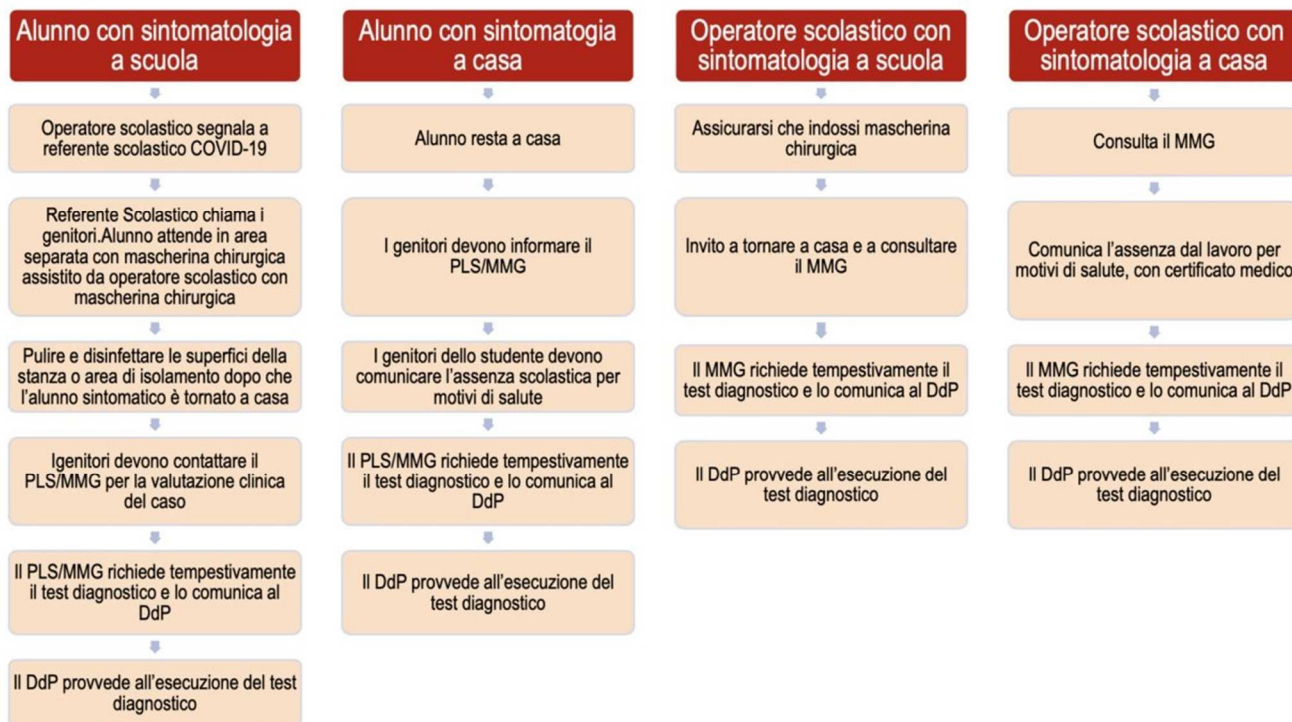 Alunno con sintomatologia
a scuola
Operatore scolastico segnala a
referente scolastico COVID-19
Referente Scolastico chiama i
genitori.Alunno attende in area
separata con mascherina chirurgica
assistito da operatore scolastico con
mascherina chirurgica
Pulire e disinfettare le superfici della
stanza o area di isolamento dopo che
l'alunno sintomatico è tornato a casa
Igenitori devono contattare il
PLS/MMG per la valutazione clinica
del caso
Il PLS/MMG richiede tempestivamente
il test diagnostico e lo comunica al
DdP
Il DdP provvede all'esecuzione del test
diagnostico
Alunno con sintomatogia
a casa
Alunno resta a casa
I genitori devono informare il
PLS/MMG
I genitori dello studente devono
comunicare l'assenza scolastica per
motivi di salute
Il PLS/MMG richiede tempestivamente
il test diagnostico e lo comunica al
DdP
Il DdP provvede all'esecuzione del
test diagnostico
Operatore scolastico con
sintomatologia a scuola
Assicurarsi che indossi mascherina
chirurgica
Invito a tornare a casa e a consultare
il MMG
Il MMG richiede tempestivamente il
test diagnostico e lo comunica al DdP
Il DdP provvede all'esecuzione del
test diagnostico
Operatore scolastico con
sintomatologia a casa
Consulta il MMG
Comunica l'assenza dal lavoro per
motivi di salute, con certificato medico
Il MMG richiede tempestivamente il
test diagnostico e lo comunica al DdP
Il DdP provvede all'esecuzione del
test diagnostico